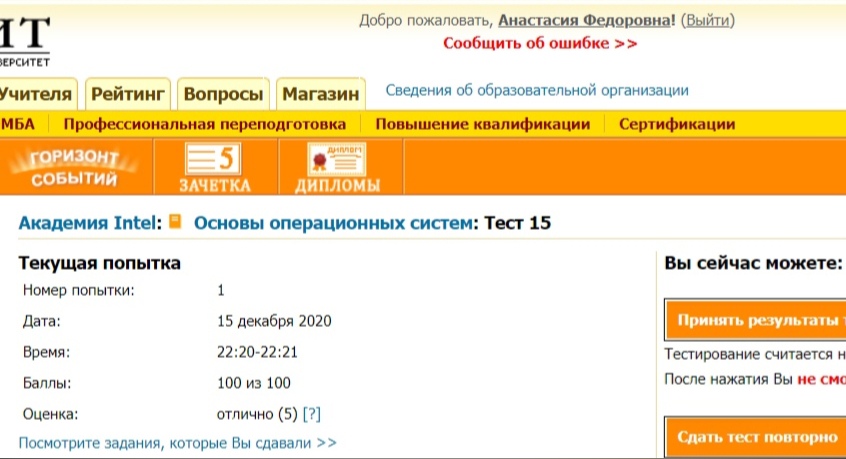 Добро пожаловать, Анастасия Федоровна! (Выйти)
ИТ
Сообщить об ошибке >>
Учителя Рейтинг Вопросы Магазин Сведения об образовательной организации
МБА Профессиональная переподготовка Повышение квалификации Сертификации
ГОРИЗОНТ СОБЫТИЙ
5
ЗАЧЕТКА
ДИПЛОМ
ДИПЛОМЫ
Академия Intel: Основы операционных систем: Тест 15
Текущая попытка
Номер попытки: 1
Дата: 15 декабря 2020
Время: 22:20-22:21
Баллы: 100 из 100
Оценка: отлично (5) [?]
Посмотрите задания, которые Вы сдавали >>
Вы сейчас можете:
Принять результаты
Тестирование считается
После нажатия Вы не
Сдать тест повторно